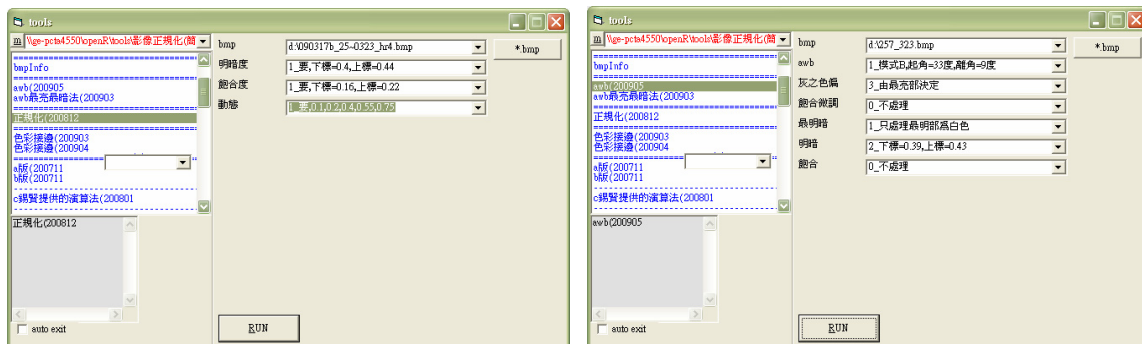 tools
m \\ge-pcta4550\openR\tools\影像正規化(簡
bmpInfo
awb(200905
awb最亮最暗法(200903
正規化(200812
色彩接邊(200903
色彩接邊(200904
a版(200711
b版(200711
c錫賢提供的演算法(200801
正規化(200812
auto exit
bmp d:\090317b_25~0323_hr4.bmp *.bmp
明暗度 1_要,下標=0.4,上標=0.44
飽合度 1_要,下標=0.16,上標=0.22
動態 1_要,0.1,0.2,0.4,0.55,0.75
RUN
tools
m \\ge-pcta4550\openR\tools\影像正規化(簡
bmpInfo
awb(200905
awb最亮最暗法(200903
正規化(200812
色彩接邊(200903
色彩接邊(200904
a版(200711
b版(200711
c錫賢提供的演算法(200801
awb(200905
auto exit
bmp d:\257_323.bmp *.bmp
awb 1_模式B,起角=33度,離角=9度
灰之色偏 3_由最亮部決定
飽合微調 0_不處理
最明暗 1_只處理最明部爲白色
明暗 2_下標=0.39,上標=0.43
飽合 0_不處理
RUN